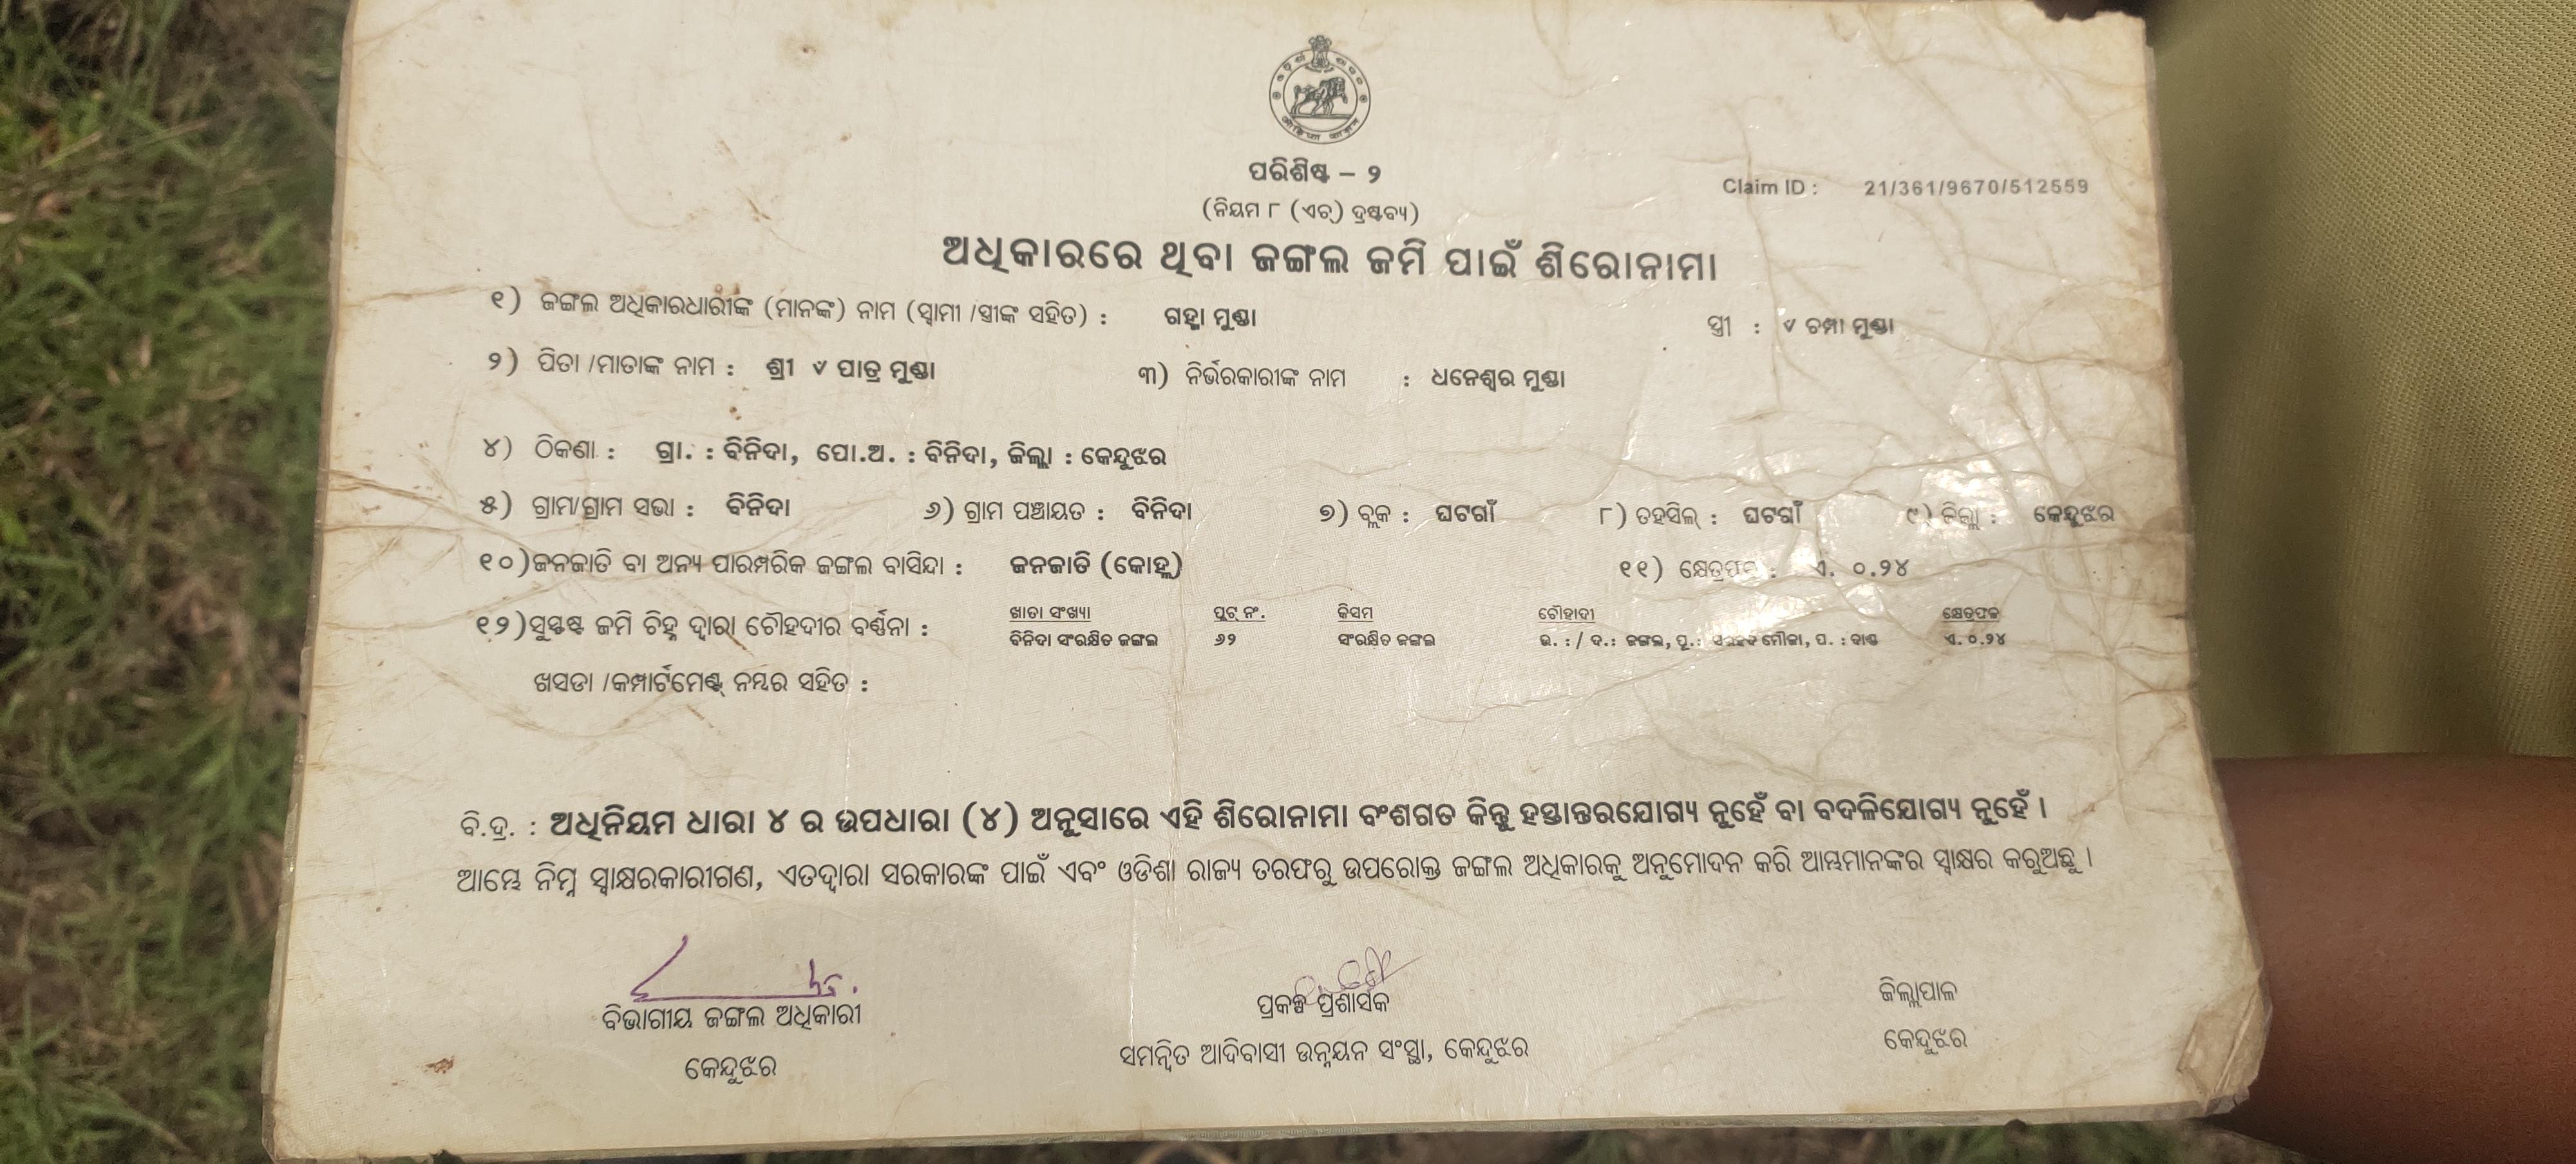 ପରିଶିଷ୍ଟ – ୨
Claim ID : 21/361/9670/512559
(ନିୟମ ୮ (ଏଚ୍) ଦ୍ରଷ୍ଟବ୍ୟ)
ଅଧିକାରରେ ଥିବା ଜଙ୍ଗଲ ଜମି ପାଇଁ ଶିରୋନାମା
୧) ଜଙ୍ଗଲ ଅଧିକାରଧାରୀଙ୍କ (ମାନଙ୍କ) ନାମ (ସ୍ୱାମୀ /ସ୍ତ୍ରୀଙ୍କ ସହିତ) : ଗହ୍ମା ମୁଣ୍ଡା ସ୍ତ୍ରୀ : ୰ ଚମ୍ପା ମୁଣ୍ଡା
୨) ପିତା /ମାତାଙ୍କ ନାମ : ଶ୍ରୀ ୰ ପାତ୍ର ମୁଣ୍ଡା ୩) ନିର୍ଭରକାରୀଙ୍କ ନାମ : ଧନେଶ୍ୱର ମୁଣ୍ଡା
୪) ଠିକଣା : ଗ୍ରା. : ବିନିଦା, ପୋ.ଅ. : ବିନିଦା, ଜିଲ୍ଲା : କେନ୍ଦୁଝର
୫) ଗ୍ରାମ/ଗ୍ରାମ ସଭା : ବିନିଦା ୬) ଗ୍ରାମ ପଞ୍ଚାୟତ : ବିନିଦା ୭) ବ୍ଲକ : ଘଟଗାଁ ୮) ତହସିଲ୍ : ଘଟଗାଁ ୯) ଜିଲ୍ଲା : କେନ୍ଦୁଝର
୧୦)ଜନଜାତି ବା ଅନ୍ୟ ପାରମ୍ପରିକ ଜଙ୍ଗଲ ବାସିନ୍ଦା : ଜନଜାତି (କୋହ୍ଲ) ୧୧) କ୍ଷେତ୍ରଫଳ : ଏ. ୦.୨୪
୧୨)ସୁସ୍ପଷ୍ଟ ଜମି ଚିହ୍ନ ଦ୍ୱାରା ଚୌହଦୀର ବର୍ଣ୍ଣନା : ଖାତା ସଂଖ୍ୟା ପ୍ଲଟ୍ ନଂ. କିସମ ଚୌହାଦୀ କ୍ଷେତ୍ରଫଳ
ବିନିଦା ସଂରକ୍ଷିତ ଜଙ୍ଗଲ ୬୨ ସଂରକ୍ଷିତ ଜଙ୍ଗଲ ଉ. : / ଦ.: ଜଙ୍ଗଲ, ପୂ.: ମୌଜା, ପ. : ଦାଣ୍ଡ ଏ. ୦.୨୪
ଖସଡା /କମ୍ପାର୍ଟମେଣ୍ଟ୍ ନମ୍ବର ସହିତ :
ବି.ଦ୍ର. : ଅଧିନିୟମ ଧାରା ୪ ର ଉପଧାରା (୪) ଅନୁସାରେ ଏହି ଶିରୋନାମା ବଂଶଗତ କିନ୍ତୁ ହସ୍ତାନ୍ତରଯୋଗ୍ୟ ନୁହେଁ ବା ବଦଳିଯୋଗ୍ୟ ନୁହେଁ ।
ଆମ୍ଭେ ନିମ୍ନ ସ୍ୱାକ୍ଷରକାରୀଗଣ, ଏତଦ୍ୱାରା ସରକାରଙ୍କ ପାଇଁ ଏବଂ ଓଡିଶା ରାଜ୍ୟ ତରଫରୁ ଉପରୋକ୍ତ ଜଙ୍ଗଲ ଅଧିକାରକୁ ଅନୁମୋଦନ କରି ଆମ୍ଭମାନଙ୍କର ସ୍ୱାକ୍ଷର କରୁଅଛୁ ।
ବିଭାଗୀୟ ଜଙ୍ଗଲ ଅଧିକାରୀ ପ୍ରକଳ୍ପ ପ୍ରଶାସକ ଜିଲ୍ଲାପାଳ
କେନ୍ଦୁଝର ସମନ୍ୱିତ ଆଦିବାସୀ ଉନ୍ନୟନ ସଂସ୍ଥା, କେନ୍ଦୁଝର କେନ୍ଦୁଝର